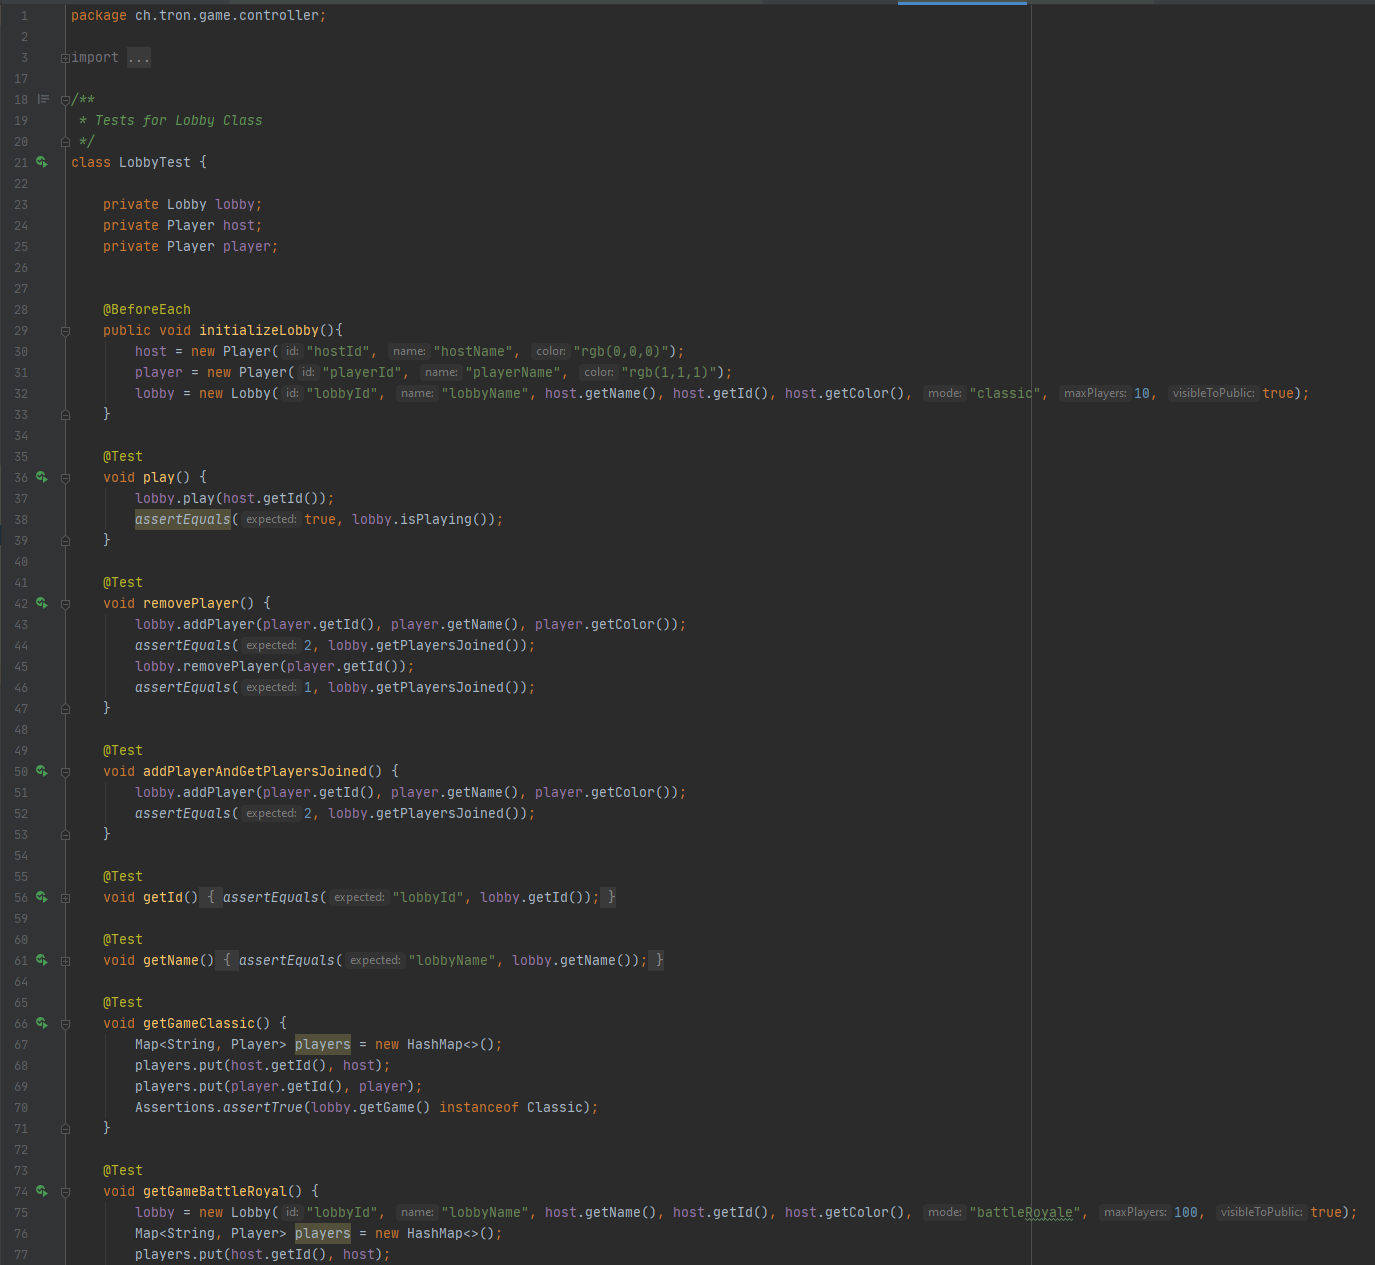 1 package ch.tron.game.controller;
2
3 import ...
17
18 /**
19 * Tests for Lobby Class
20 */
21 class LobbyTest {
22
23 private Lobby lobby;
24 private Player host;
25 private Player player;
26
27
28 @BeforeEach
29 public void initializeLobby(){
30 host = new Player( id: "hostId", name: "hostName", color: "rgb(0,0,0)");
31 player = new Player( id: "playerId", name: "playerName", color: "rgb(1,1,1)");
32 lobby = new Lobby( id: "lobbyId", name: "lobbyName", host.getName(), host.getId(), host.getColor(), mode: "classic", maxPlayers: 10, visibleToPublic: true);
33 }
34
35 @Test
36 void play() {
37 lobby.play(host.getId());
38 assertEquals( expected: true, lobby.isPlaying());
39 }
40
41 @Test
42 void removePlayer() {
43 lobby.addPlayer(player.getId(), player.getName(), player.getColor());
44 assertEquals( expected: 2, lobby.getPlayersJoined());
45 lobby.removePlayer(player.getId());
46 assertEquals( expected: 1, lobby.getPlayersJoined());
47 }
48
49 @Test
50 void addPlayerAndGetPlayersJoined() {
51 lobby.addPlayer(player.getId(), player.getName(), player.getColor());
52 assertEquals( expected: 2, lobby.getPlayersJoined());
53 }
54
55 @Test
56 void getId() { assertEquals( expected: "lobbyId", lobby.getId()); }
59
60 @Test
61 void getName() { assertEquals( expected: "lobbyName", lobby.getName()); }
64
65 @Test
66 void getGameClassic() {
67 Map<String, Player> players = new HashMap<>();
68 players.put(host.getId(), host);
69 players.put(player.getId(), player);
70 Assertions.assertTrue(lobby.getGame() instanceof Classic);
71 }
72
73 @Test
74 void getGameBattleRoyal() {
75 lobby = new Lobby( id: "lobbyId", name: "lobbyName", host.getName(), host.getId(), host.getColor(), mode: "battleRoyale", maxPlayers: 100, visibleToPublic: true);
76 Map<String, Player> players = new HashMap<>();
77 players.put(host.getId(), host);